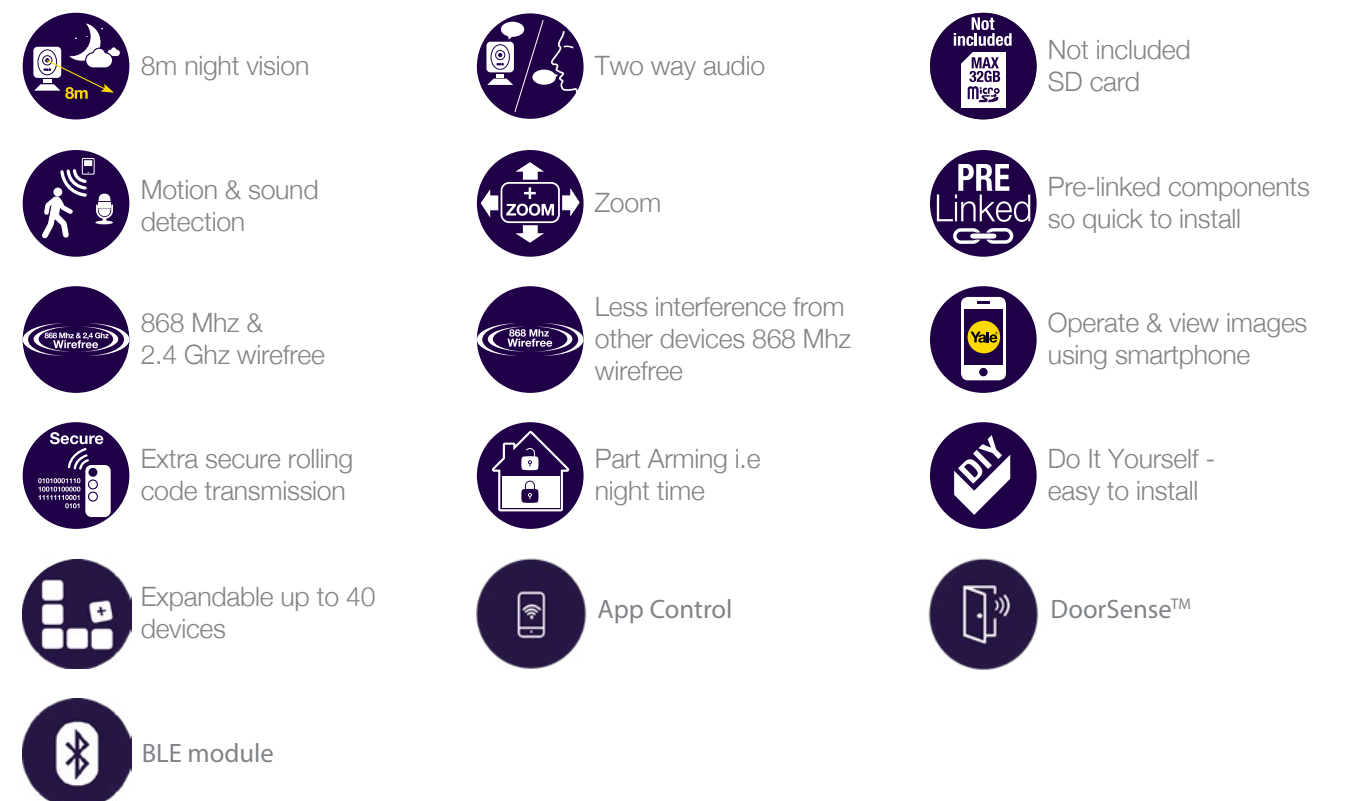 8m
8m night vision
Two way audio
Not
included
MAX
32GB
micro
SD
Not included
SD card
Motion & sound
detection
+
ZOOM
Zoom
PRE
Linked
Pre-linked components
so quick to install
868 Mhz & 2,4 Ghz
Wirefree
868 Mhz &
2.4 Ghz wirefree
868 Mhz
Wirefree
Less interference from
other devices 868 Mhz
wirefree
Yale
Operate & view images
using smartphone
Secure
01010001110
10010100000
11111110001
0101
Extra secure rolling
code transmission
Part Arming i.e
night time
DIY
Do It Yourself -
easy to install
+
Expandable up to 40
devices
App Control
DoorSense™
BLE module